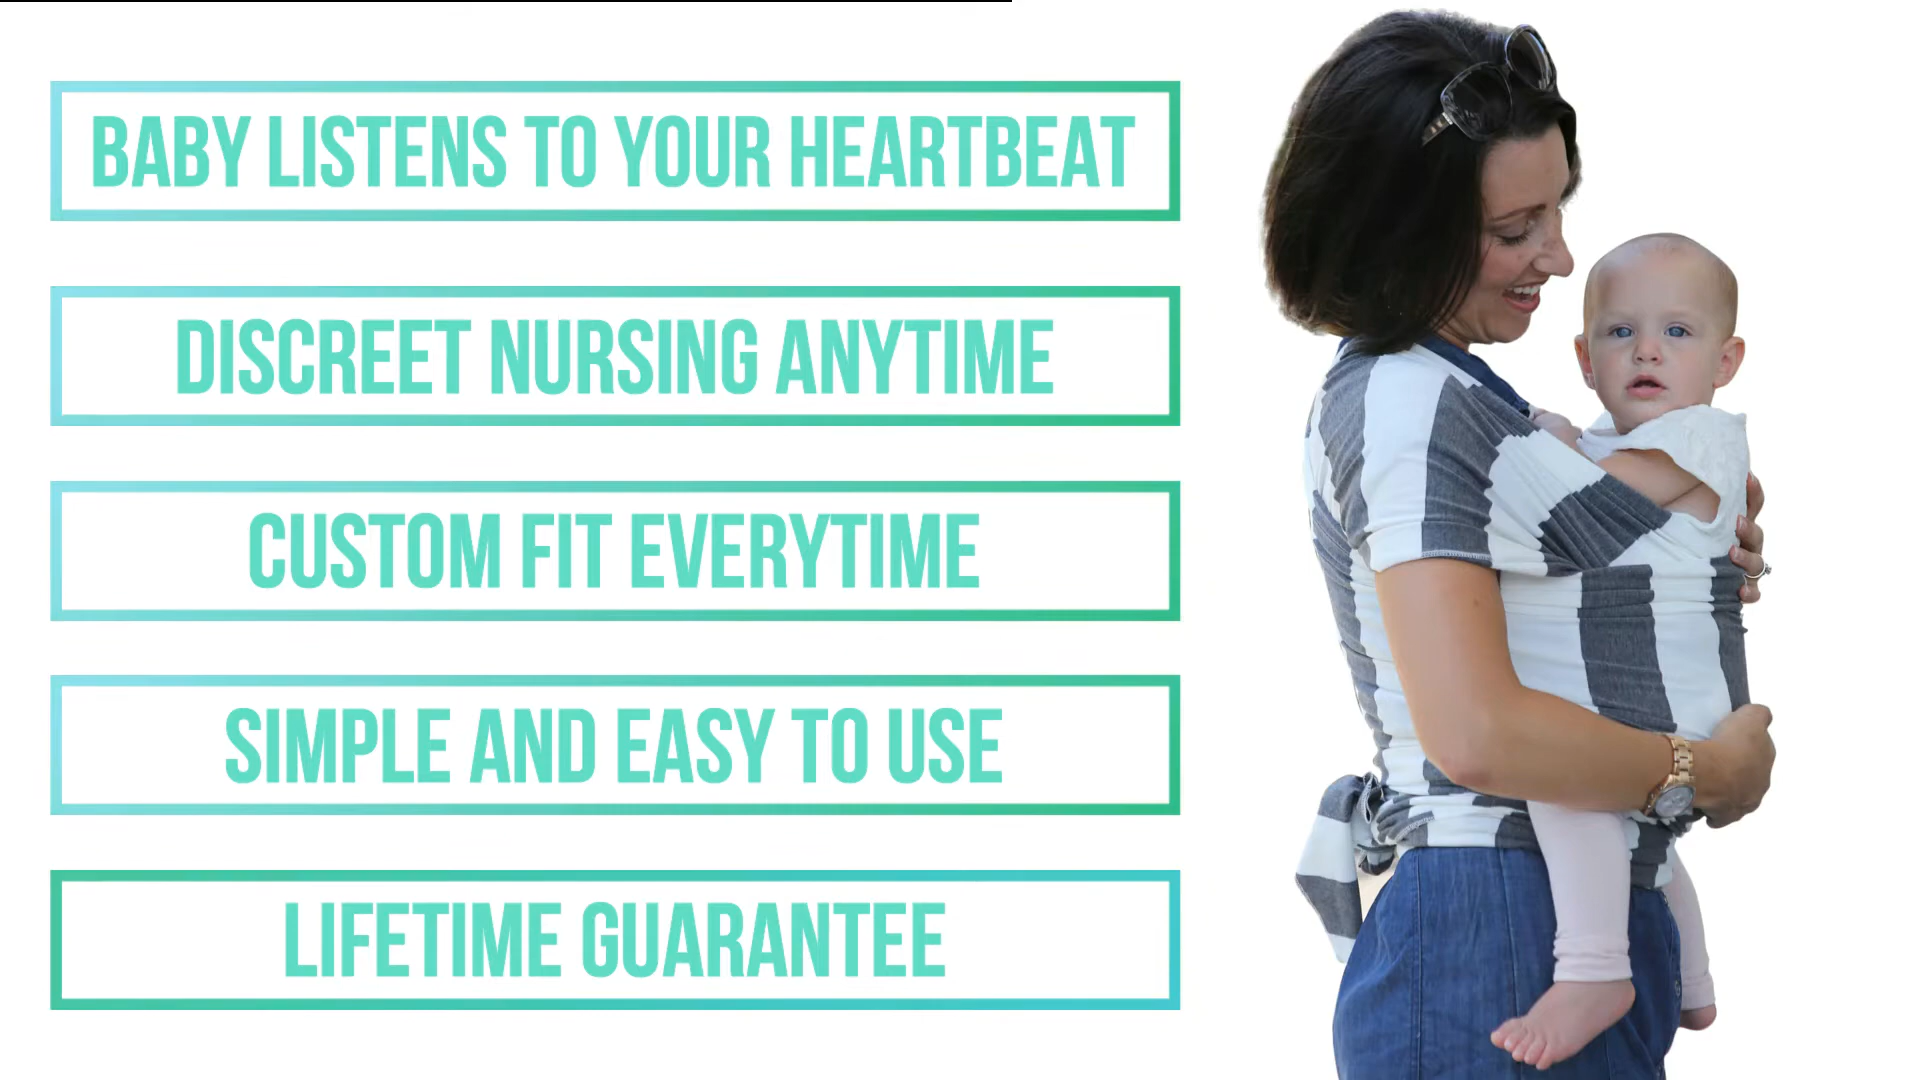 BABY LISTENS TO YOUR HEARTBEAT
DISCREET NURSING ANYTIME
CUSTOM FIT EVERYTIME
SIMPLE AND EASY TO USE
LIFETIME GUARANTEE